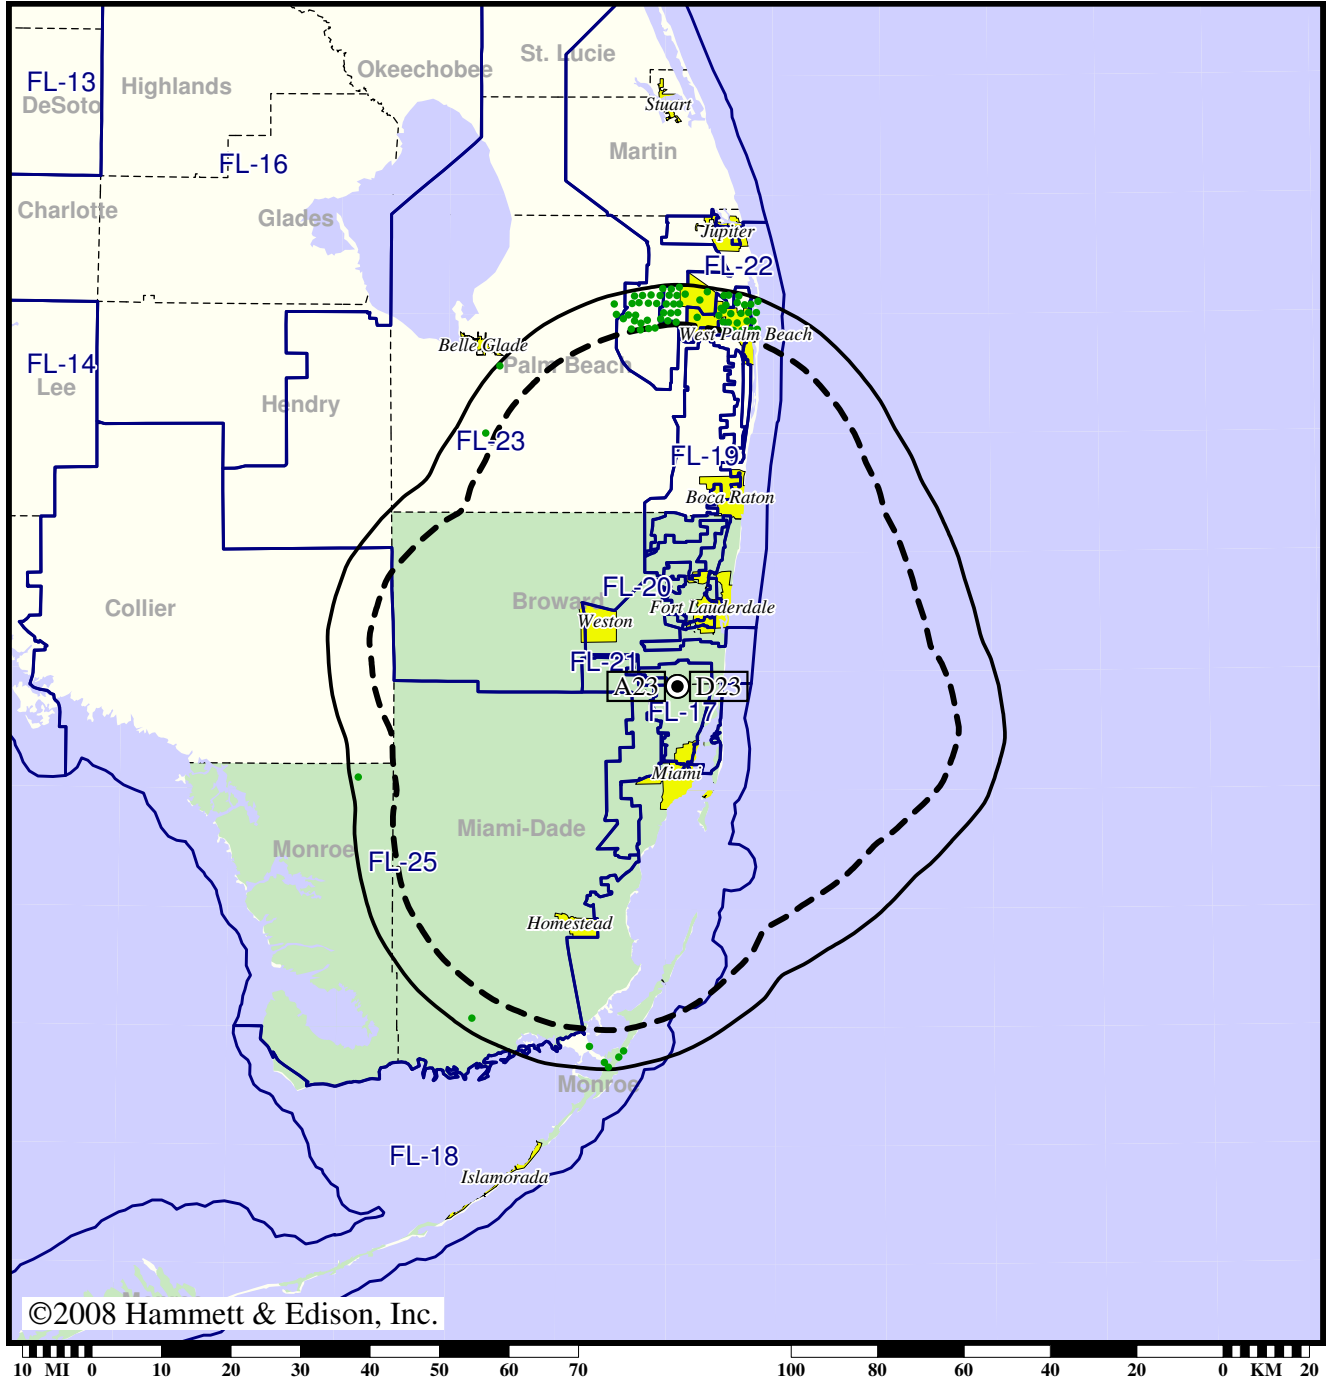 St. Lucie
Okeechobee
FL-13
Highlands
DeSoto
Stuart
Martin
FL-16
Charlotte
Glades
Jupiter
FL-22
West Palm Beach
Belle Glade
FL-14
Palm Beach
Lee
Hendry
FL-23
FL-19
Boca Raton
FL-20
Broward
Collier
Fort Lauderdale
Weston
FL-21
A23
D23
FL-17
Miami
Miami-Dade
Monroe
FL-25
Homestead
Monroe
FL-18
Islamorada
©2008 Hammett & Edison, Inc.
10 MI 0 10 20 30 40 50 60 70 100 80 60 40 20 0 KM 20